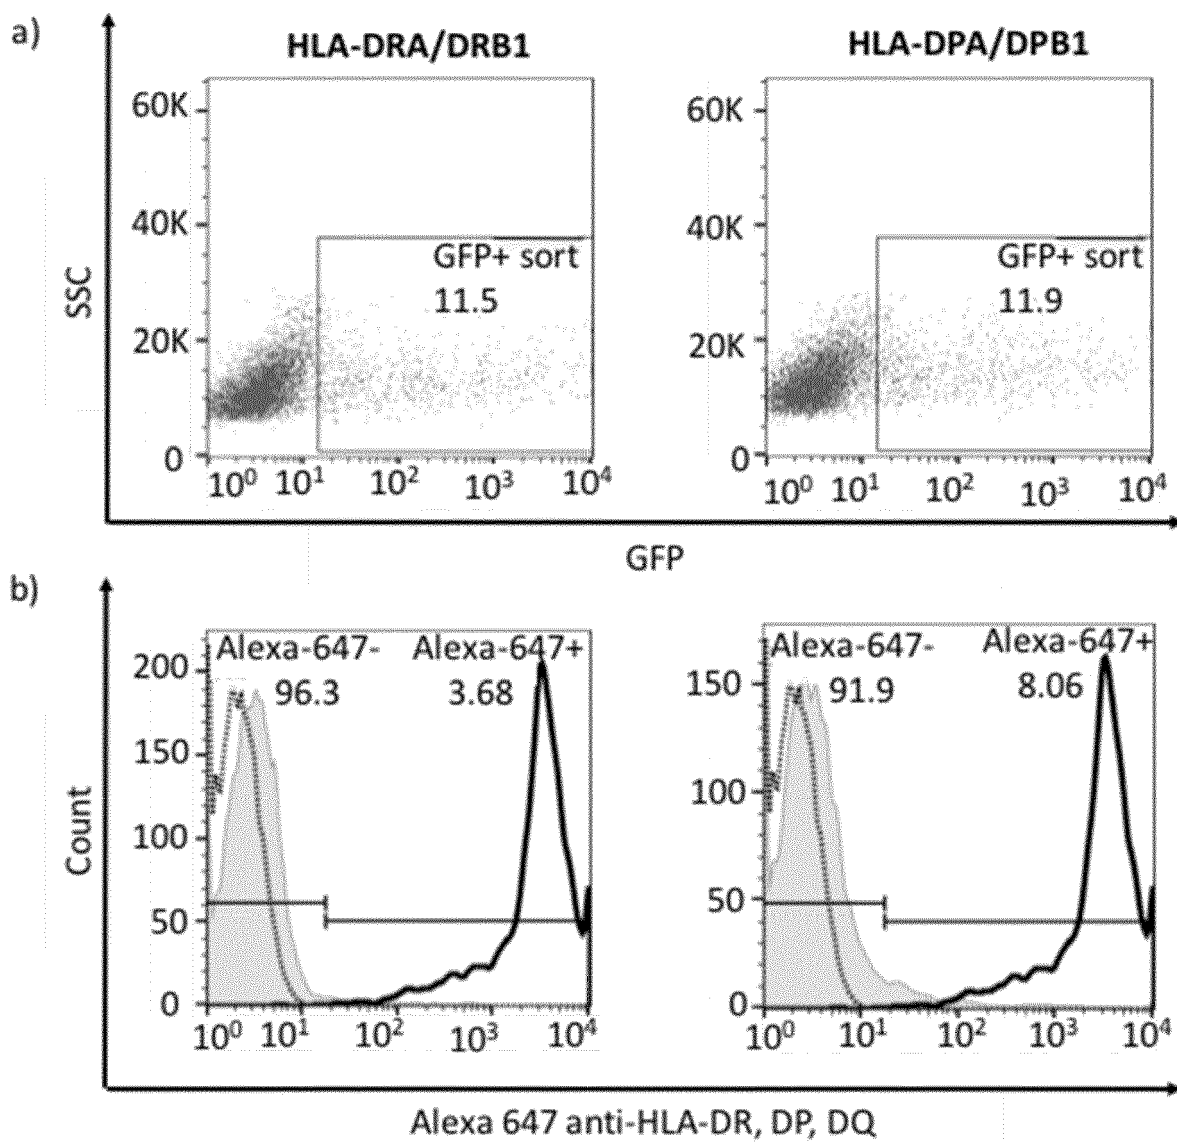 a)
HLA-DRA/DRB1
HLA-DPA/DPB1
60K
40K
20K
0
SSC
GFP+ sort
11.5
10⁰ 10¹ 10² 10³ 10⁴
60K
40K
20K
0
GFP+ sort
11.9
10⁰ 10¹ 10² 10³ 10⁴
GFP
b)
Count
200
150
100
50
0
Alexa-647- Alexa-647+
96.3 3.68
10⁰ 10¹ 10² 10³ 10⁴
150
100
50
0
Alexa-647- Alexa-647+
91.9 8.06
10⁰ 10¹ 10² 10³ 10⁴
Alexa 647 anti-HLA-DR, DP, DQ